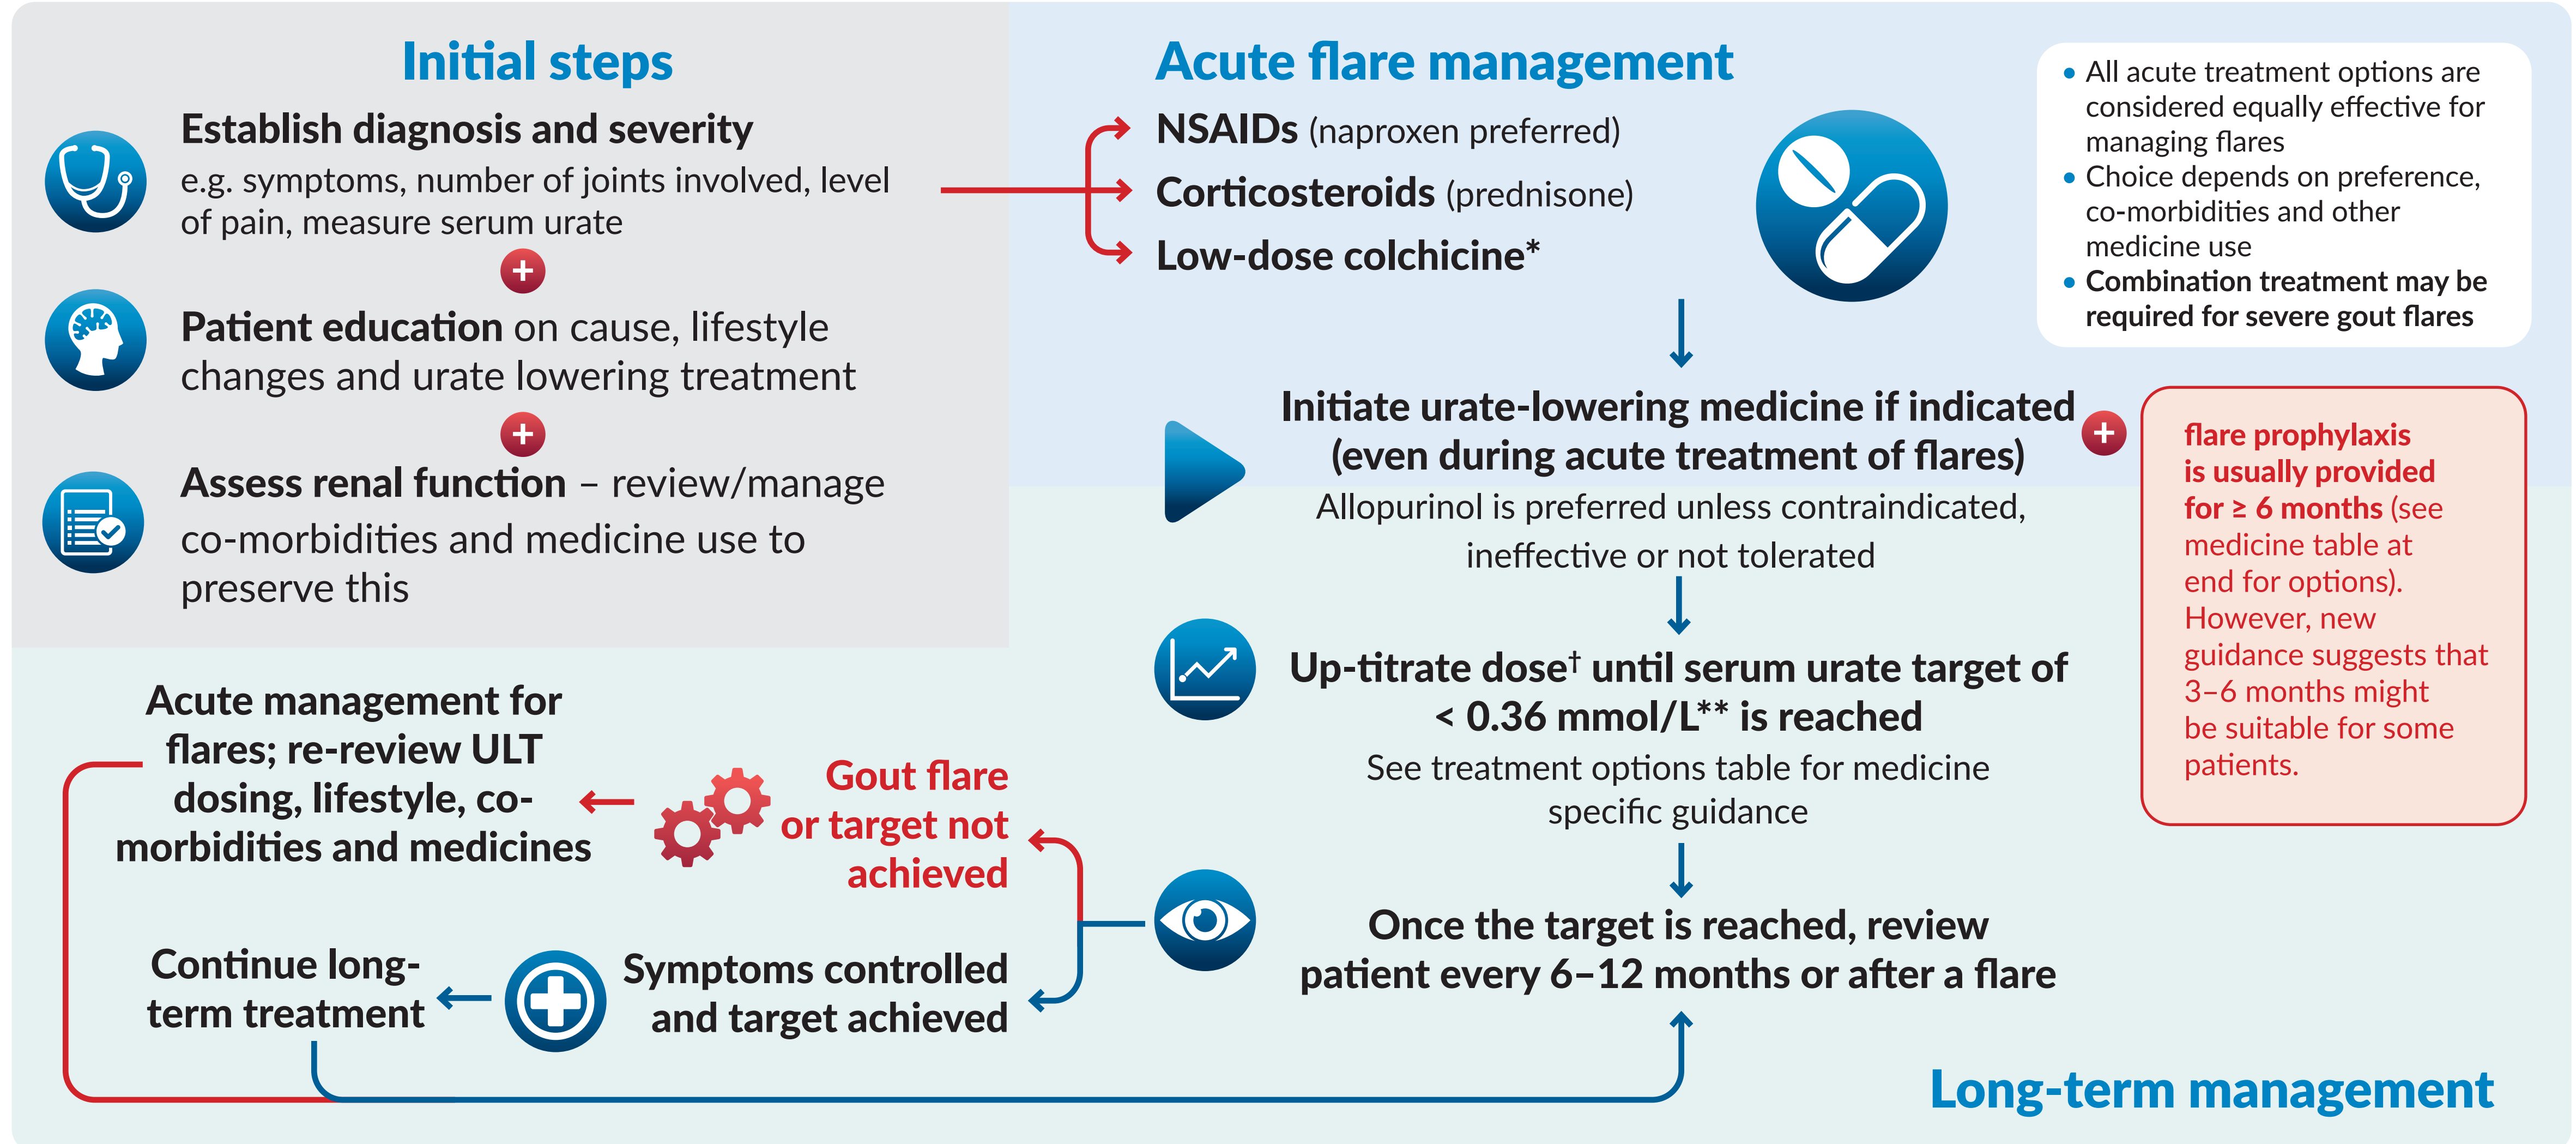 Initial steps
Establish diagnosis and severity
e.g. symptoms, number of joints involved, level
of pain, measure serum urate
+
Patient education on cause, lifestyle
changes and urate lowering treatment
+
Assess renal function – review/manage
co-morbidities and medicine use to
preserve this
Acute flare management
NSAIDs (naproxen preferred)
Corticosteroids (prednisone)
Low-dose colchicine*
• All acute treatment options are
considered equally effective for
managing flares
• Choice depends on preference,
co-morbidities and other
medicine use
• Combination treatment may be
required for severe gout flares
Initiate urate-lowering medicine if indicated
(even during acute treatment of flares)
Allopurinol is preferred unless contraindicated,
ineffective or not tolerated
+
flare prophylaxis
is usually provided
for ≥ 6 months (see
medicine table at
end for options).
However, new
guidance suggests that
3–6 months might
be suitable for some
patients.
Up-titrate dose† until serum urate target of
< 0.36 mmol/L** is reached
See treatment options table for medicine
specific guidance
Once the target is reached, review
patient every 6–12 months or after a flare
Gout flare
or target not
achieved
Acute management for
flares; re-review ULT
dosing, lifestyle, co-
morbidities and medicines
Symptoms controlled
and target achieved
Continue long-
term treatment
Long-term management